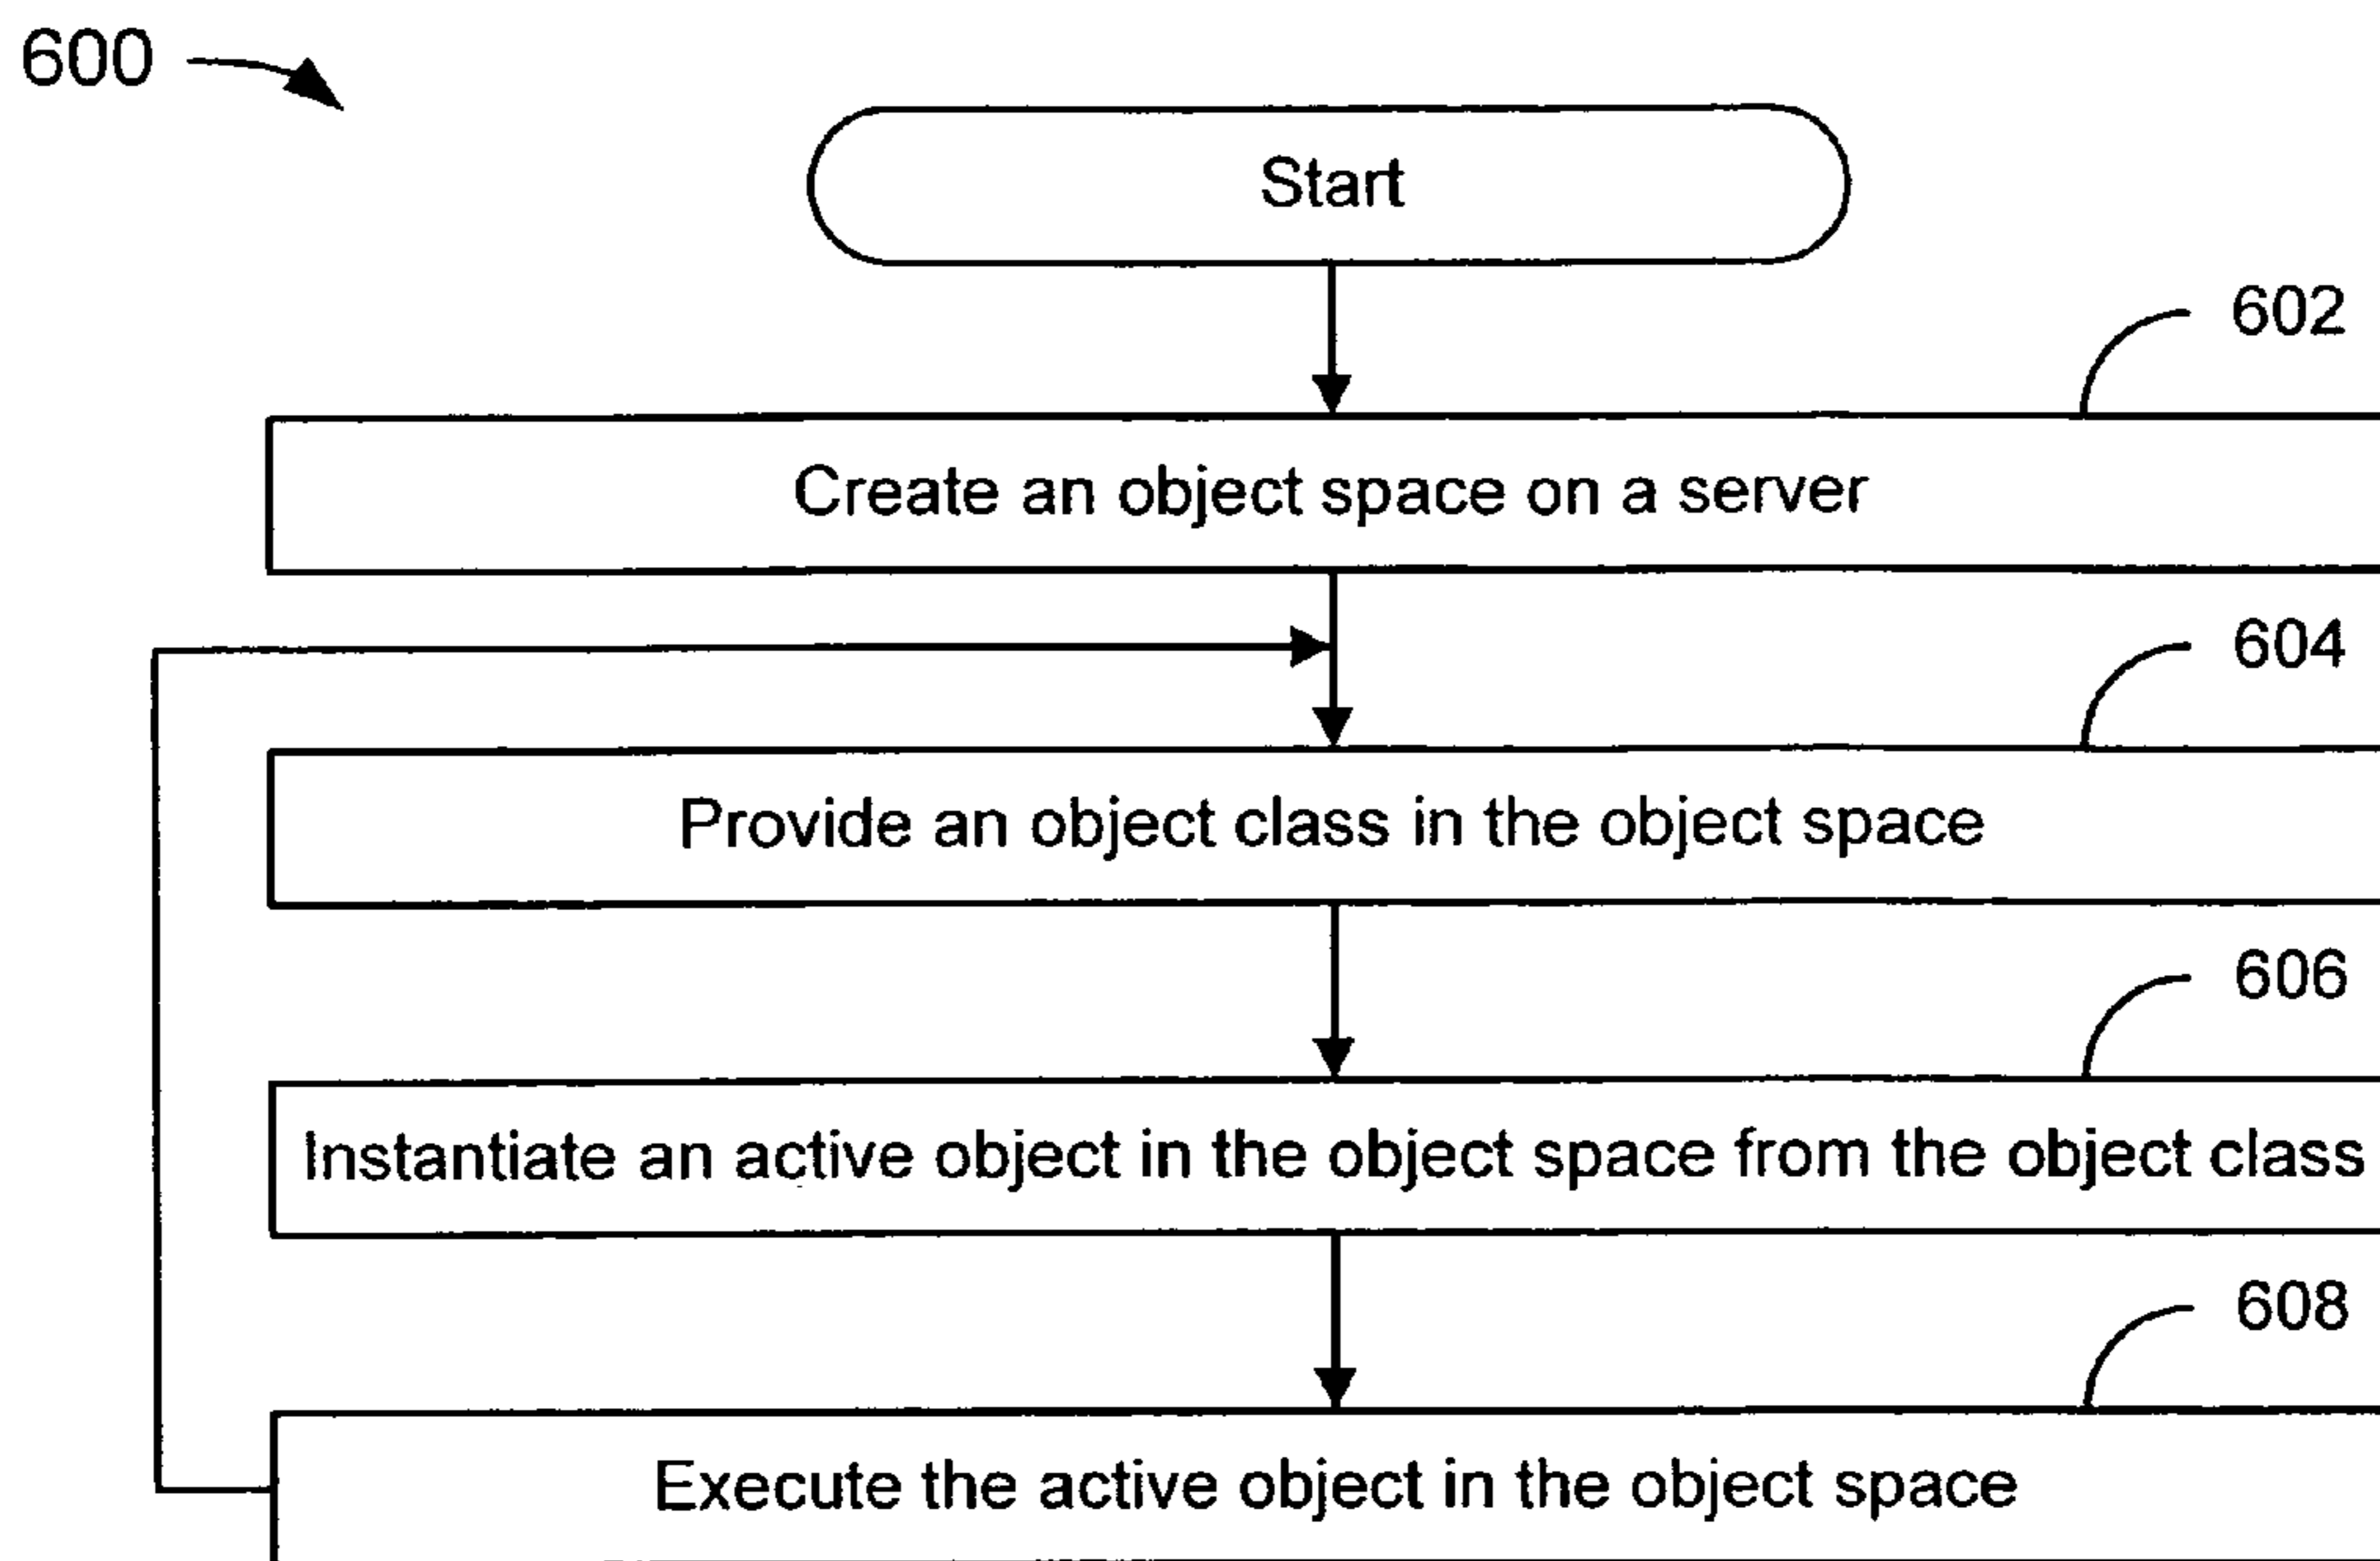 600
Start
602
Create an object space on a server
604
Provide an object class in the object space
606
Instantiate an active object in the object space from the object class
608
Execute the active object in the object space